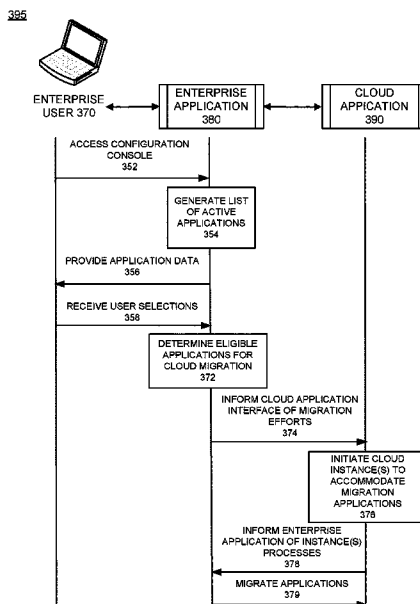 395
ENTERPRISE
USER 370
ENTERPRISE
APPLICATION
380
CLOUD APICATION
390
ACCESS CONFIGURATION
CONSOLE
352
GENERATE LIST
OF ACTIVE
APPLICATIONS
354
PROVIDE APPLICATION DATA
356
RECEIVE USER SELECTIONS
358
DETERMINE ELIGIBLE
APPLICATIONS FOR
CLOUD MIGRATION
372
INFORM CLOUD APPLICATION
INTERFACE OF MIGRATION
EFFORTS
374
INITIATE CLOUD
INSTANCE(S) TO
ACCOMMODATE
MIGRATION
APPLICATIONS
376
INFORM ENTERPRISE
APPLICATION OF INSTANCE(S)
PROCESSES
378
MIGRATE APPLICATIONS
379